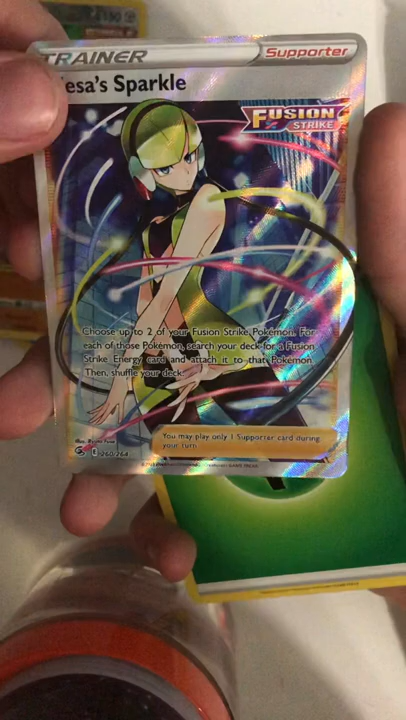 TRAINER
Supporter
esa's Sparkle
FUSION
STRIKE
Choose up to 2 of your Fusion Strike Pokémon. For
each of those Pokémon, search your deck for a Fusion
Strike Energy card and attach it to that Pokémon.
Then, shuffle your deck.
You may play only 1 Supporter card during
your turn.
Illus.
E 260/264